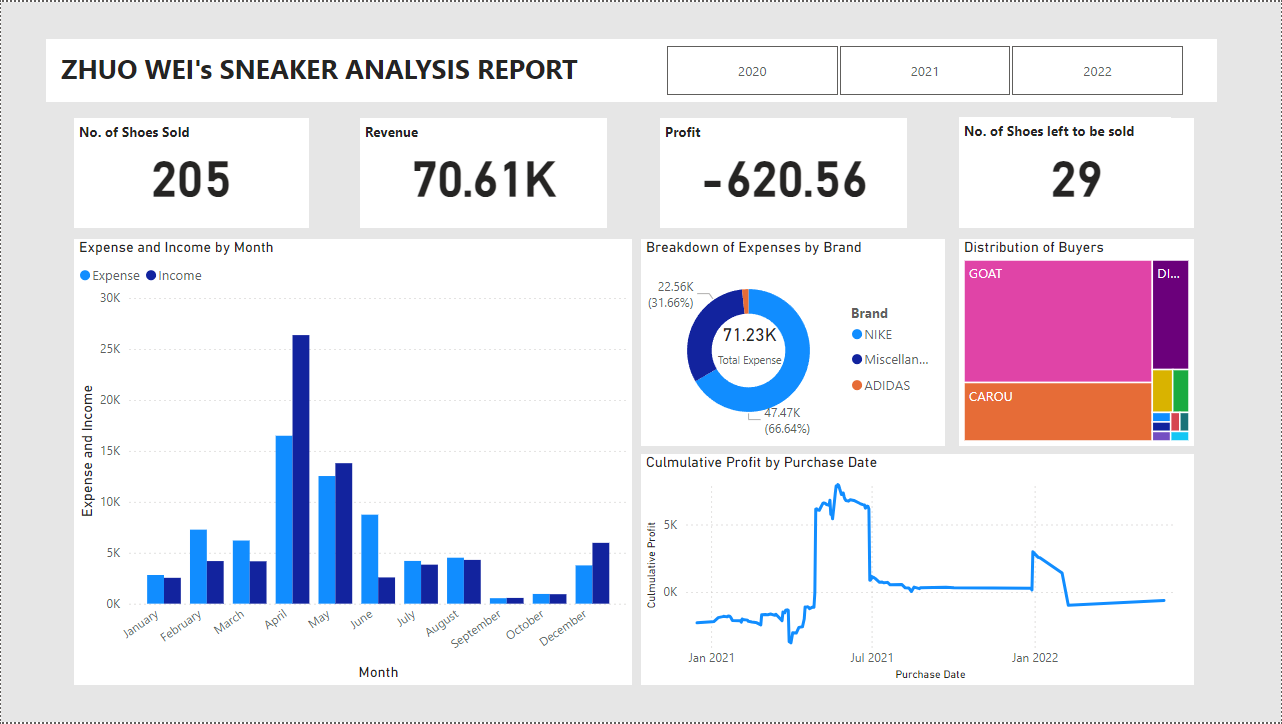 ZHUO WEI's SNEAKER ANALYSIS REPORT
2020
2021
2022
No. of Shoes Sold
205
Revenue
70.61K
Profit
-620.56
No. of Shoes left to be sold
29
Expense and Income by Month
Expense Income
Expense and Income
30K
25K
20K
15K
10K
5K
0K
January
February
March
April
May
June
July
August
September
October
December
Month
Breakdown of Expenses by Brand
22.56K
(31.66%)
71.23K
Total Expense
47.47K
(66.64%)
Brand
NIKE
Miscellan...
ADIDAS
Distribution of Buyers
GOAT
DI...
CAROU
Culmulative Profit by Purchase Date
Culmulative Profit
5K
0K
Jan 2021
Jul 2021
Jan 2022
Purchase Date